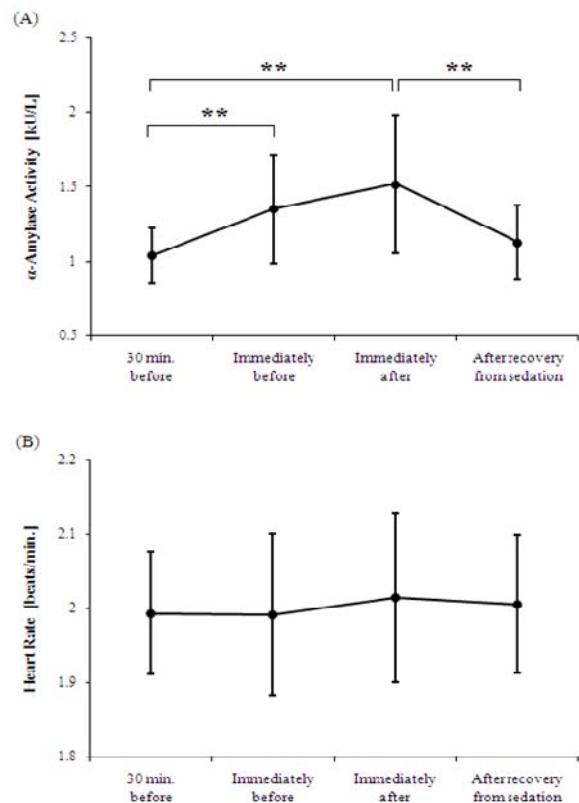 (A)
2.5
**
**
2
**
1.5
1
0.5
α-Amylase Activity [kU/L]
30 min. before
Immediately before
Immediately after
After recovery from sedation
(B)
2.2
2.1
2
1.9
1.8
Heart Rate [beats/min.]
30 min. before
Immediately before
Immediately after
After recovery from sedation